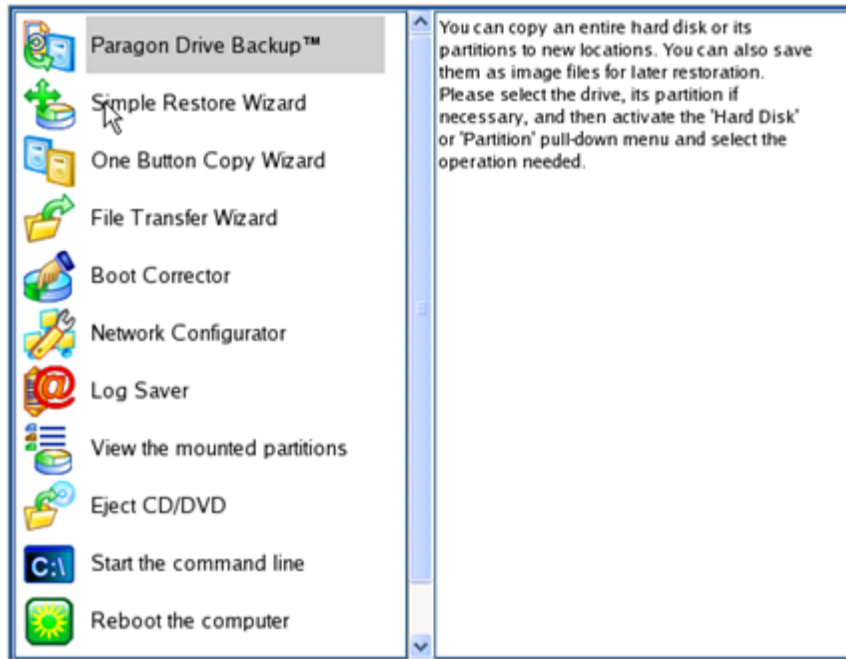 Paragon Drive Backup™
Simple Restore Wizard
One Button Copy Wizard
File Transfer Wizard
Boot Corrector
Network Configurator
Log Saver
View the mounted partitions
Eject CD/DVD
C:\
Start the command line
Reboot the computer
You can copy an entire hard disk or its
partitions to new locations. You can also save
them as image files for later restoration.
Please select the drive, its partition if
necessary, and then activate the 'Hard Disk'
or 'Partition' pull-down menu and select the
operation needed.